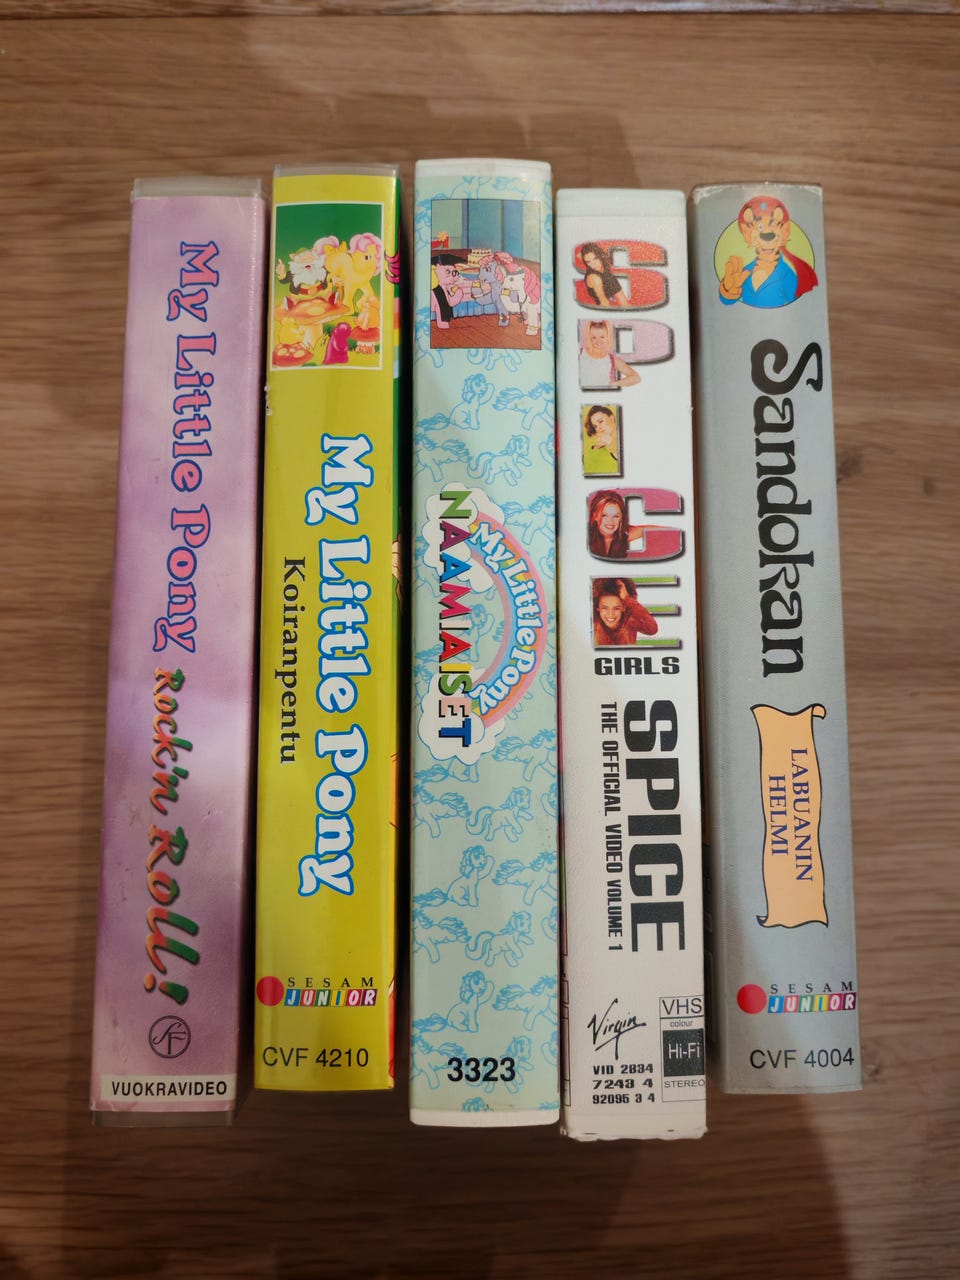 My Little Pony Rock'n Roll!
SF
VUOKRAVIDEO
My Little Pony
Koiranpentu
SESAM
JUNIOR
CVF 4210
My Little Pony
NAAMIAISET
3323
SPICE
GIRLS
SPICE
THE OFFICIAL VIDEO VOLUME 1
Virgin
VID 2834
7243 4
92095 3 4
VHS
colour
Hi-Fi
STEREO
Sandokan
LABUANIN
HELMI
SESAM
JUNIOR
CVF 4004